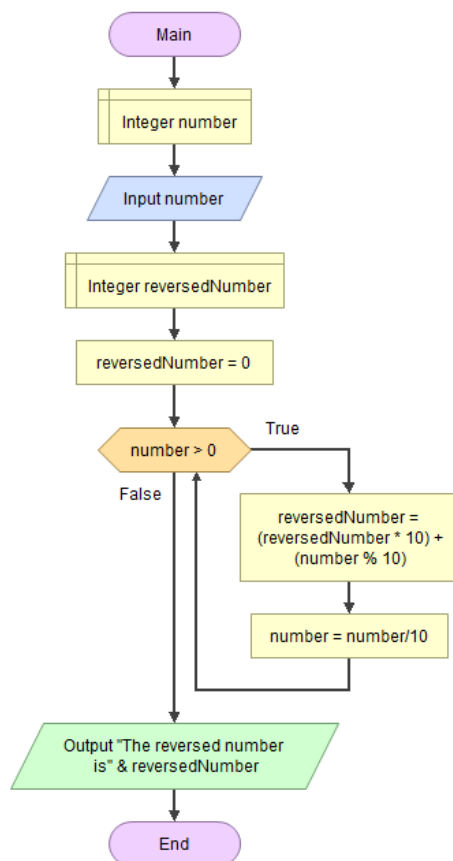 Main
Integer number
Input number
Integer reversedNumber
reversedNumber = 0
number > 0
True
False
reversedNumber =
(reversedNumber * 10) +
(number % 10)
number = number/10
Output "The reversed number
is" & reversedNumber
End